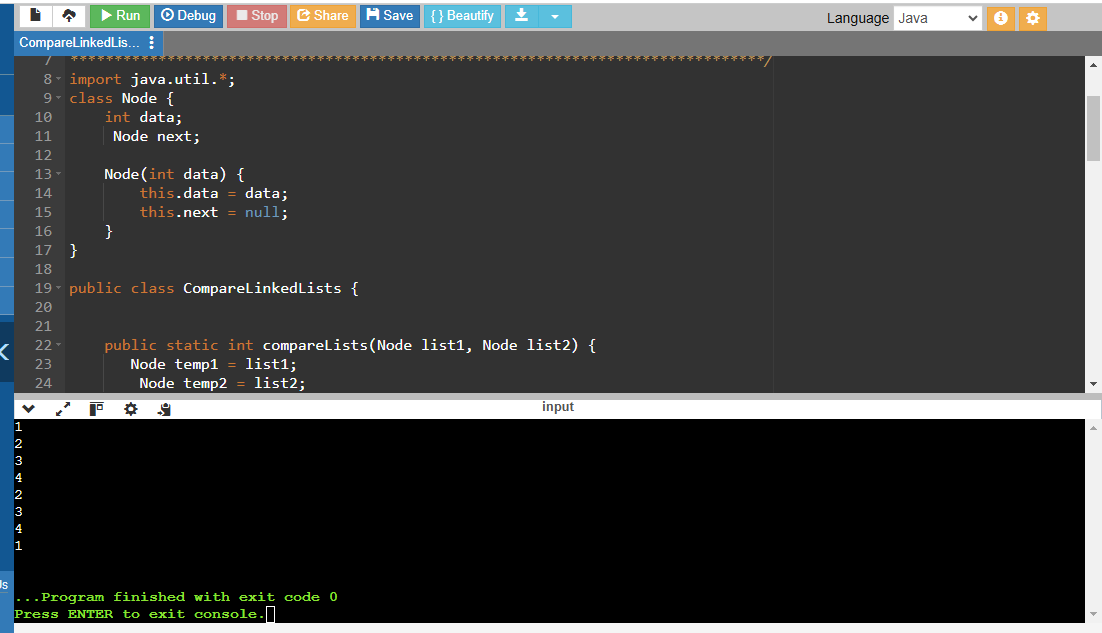 Run Debug Stop Share Save { } Beautify Language Java
CompareLinkedLis...
7 *******************************************************************************/
8 import java.util.*;
9 class Node {
10 int data;
11 Node next;
12
13 Node(int data) {
14 this.data = data;
15 this.next = null;
16 }
17 }
18
19 public class CompareLinkedLists {
20
21
22 public static int compareLists(Node list1, Node list2) {
23 Node temp1 = list1;
24 Node temp2 = list2;
input
1
2
3
4
2
3
4
1
Js
...Program finished with exit code 0
Press ENTER to exit console.